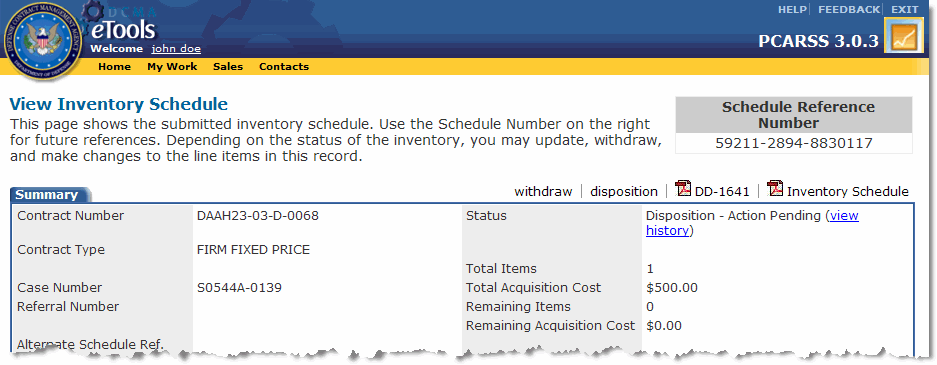 HELP | FEEDBACK | EXIT
DCMA
eTools
Welcome john doe
PCARSS 3.0.3
Home My Work Sales Contacts
View Inventory Schedule
This page shows the submitted inventory schedule. Use the Schedule Number on the right
for future references. Depending on the status of the inventory, you may update, withdraw,
and make changes to the line items in this record.
Schedule Reference
Number
59211-2894-8830117
withdraw | disposition | DD-1641 | Inventory Schedule
Summary
Contract Number DAAH23-03-D-0068 Status Disposition - Action Pending (view
history)
Contract Type FIRM FIXED PRICE
Total Items 1
Case Number S0544A-0139 Total Acquisition Cost $500.00
Referral Number Remaining Items 0
Remaining Acquisition Cost $0.00
Alternate Schedule Ref.